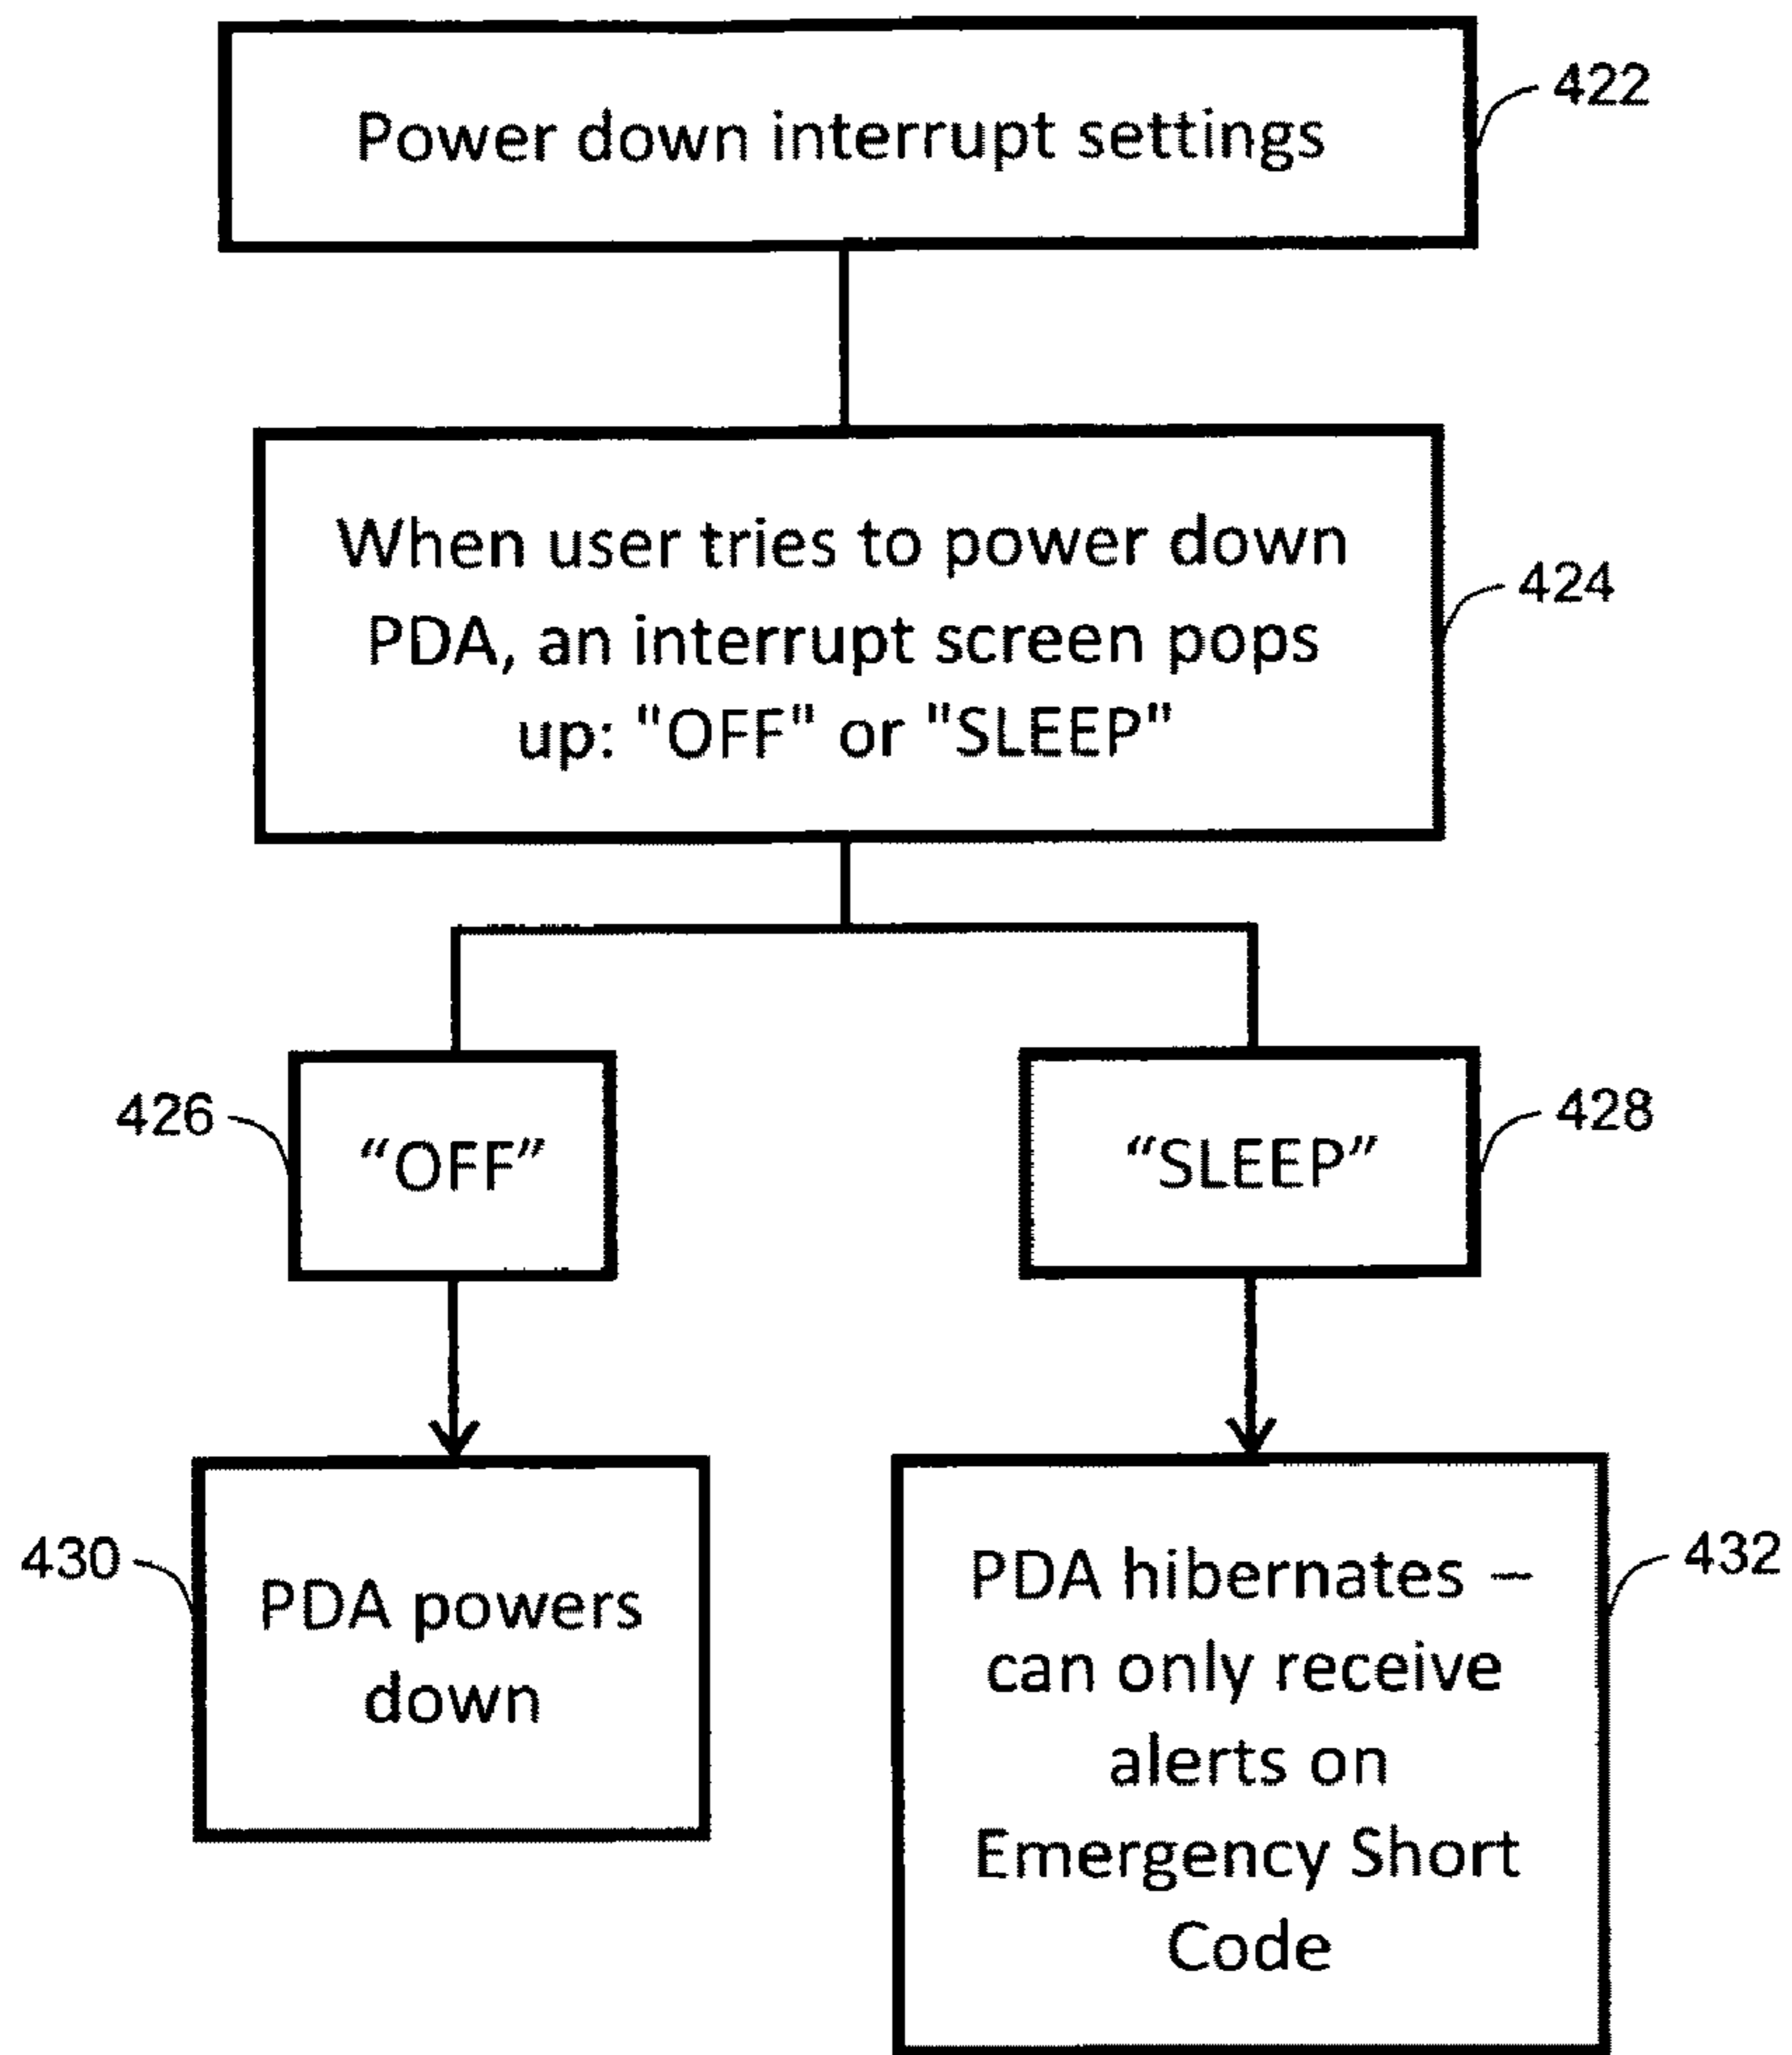 Power down interrupt settings
422
When user tries to power down
PDA, an interrupt screen pops
up: "OFF" or "SLEEP"
424
426
“OFF”
“SLEEP”
428
430
PDA powers
down
PDA hibernates –
can only receive
alerts on
Emergency Short
Code
432